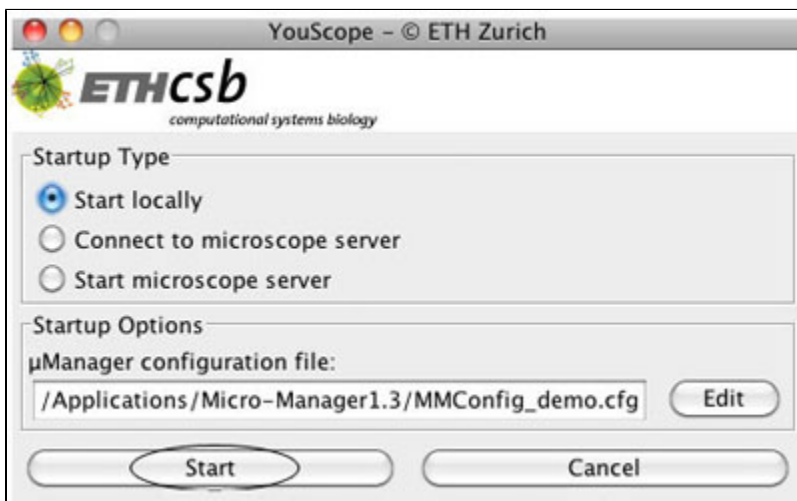 YouScope - © ETH Zurich
ETHcsb
computational systems biology
Startup Type
Start locally
Connect to microscope server
Start microscope server
Startup Options
µManager configuration file:
/Applications/Micro-Manager1.3/MMConfig_demo.cfg Edit
Start Cancel